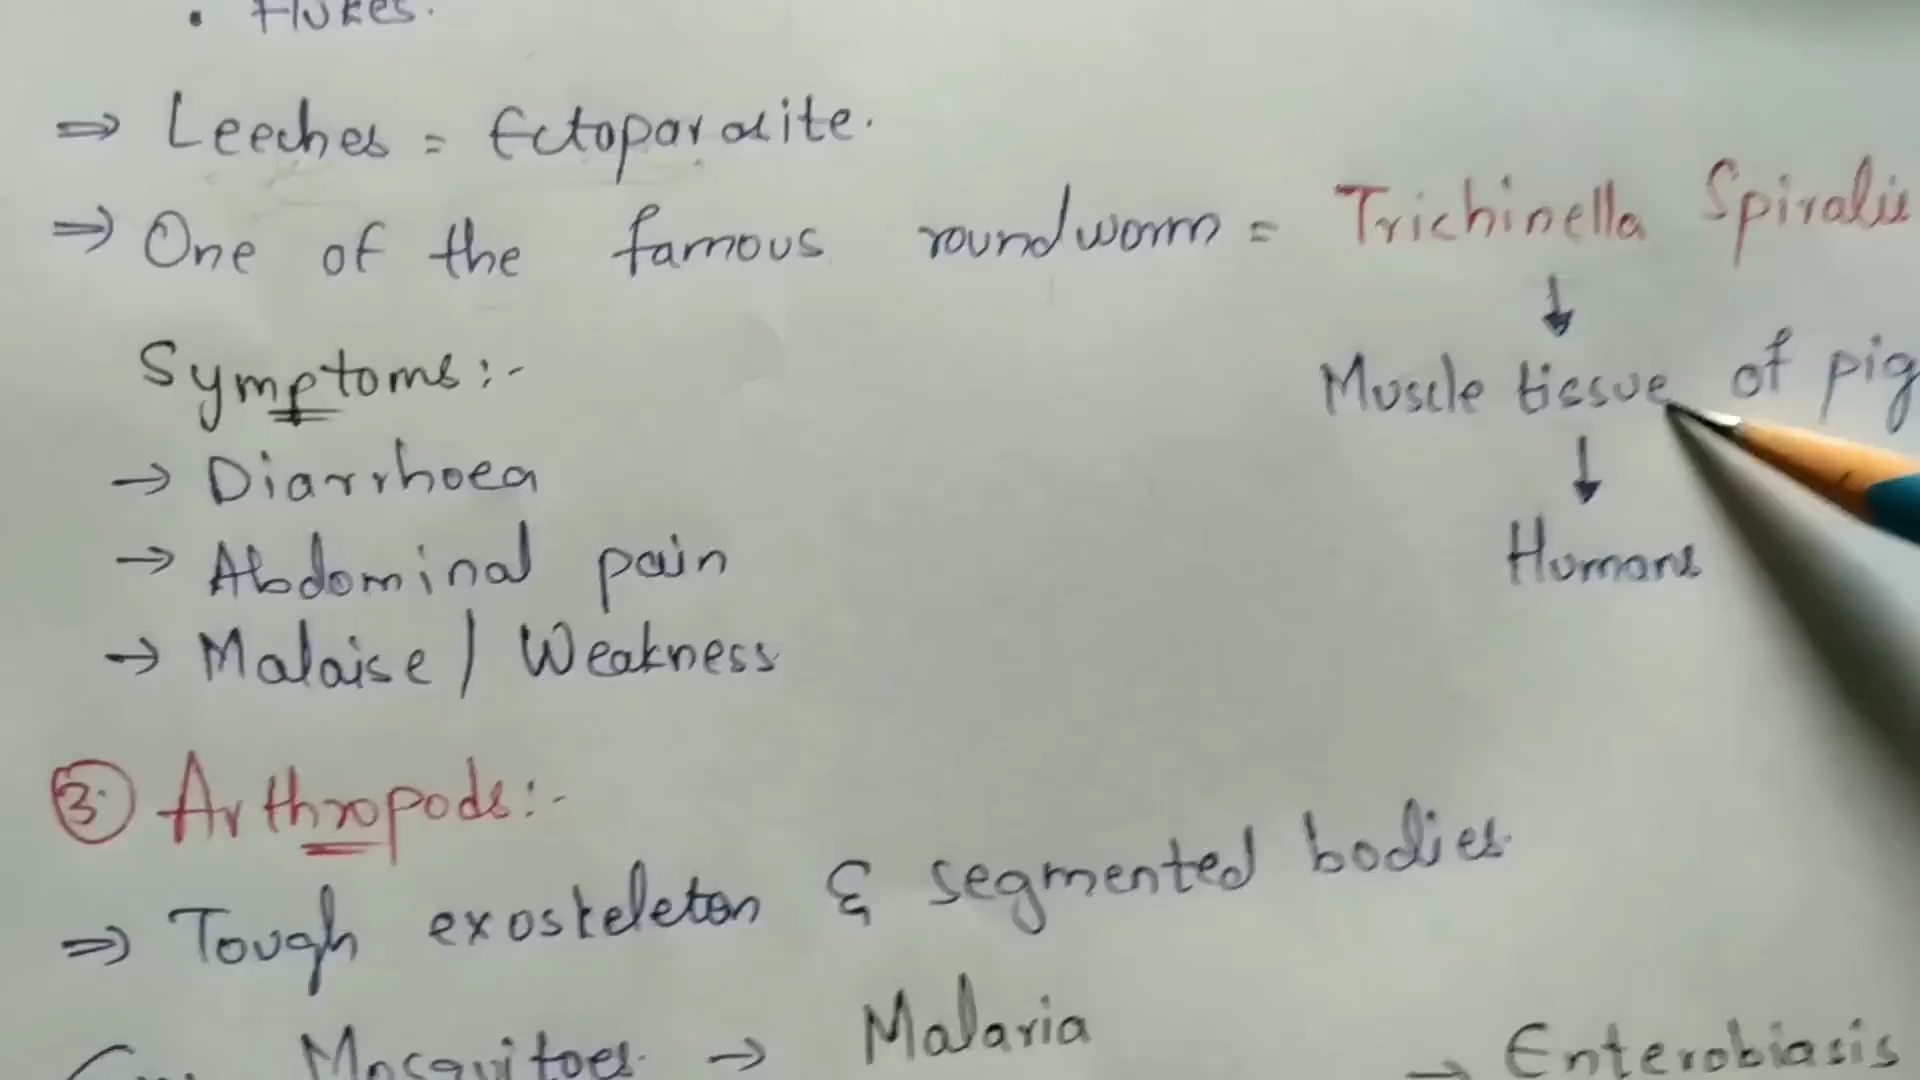 • Flukes.
⇒ Leeches = Ectoparasite.
⇒ One of the famous roundworm = Trichinella Spiralis
↓
Muscle tissue of pig
↓
Humans
Symptoms:-
→ Diarrhoea
→ Abdominal pain
→ Malaise / Weakness
③ Arthropods:-
⇒ Tough exoskeleton & segmented bodies.
Mosquitoes. → Malaria
→ Enterobiasis